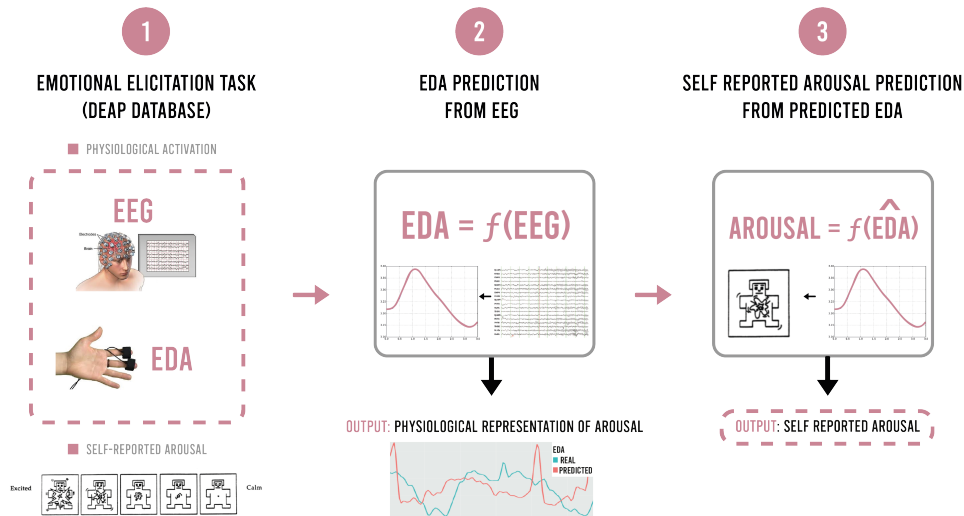 1
EMOTIONAL ELICITATION TASK
(DEAP DATABASE)
PHYSIOLOGICAL ACTIVATION
EEG
Electrodes
Brain
EDA
SELF-REPORTED AROUSAL
Excited
Calm
2
EDA PREDICTION
FROM EEG
EDA = ƒ(EEG)
OUTPUT: PHYSIOLOGICAL REPRESENTATION OF AROUSAL
EDA
REAL
PREDICTED
3
SELF REPORTED AROUSAL PREDICTION
FROM PREDICTED EDA
AROUSAL = ƒ(EDA^)
OUTPUT: SELF REPORTED AROUSAL